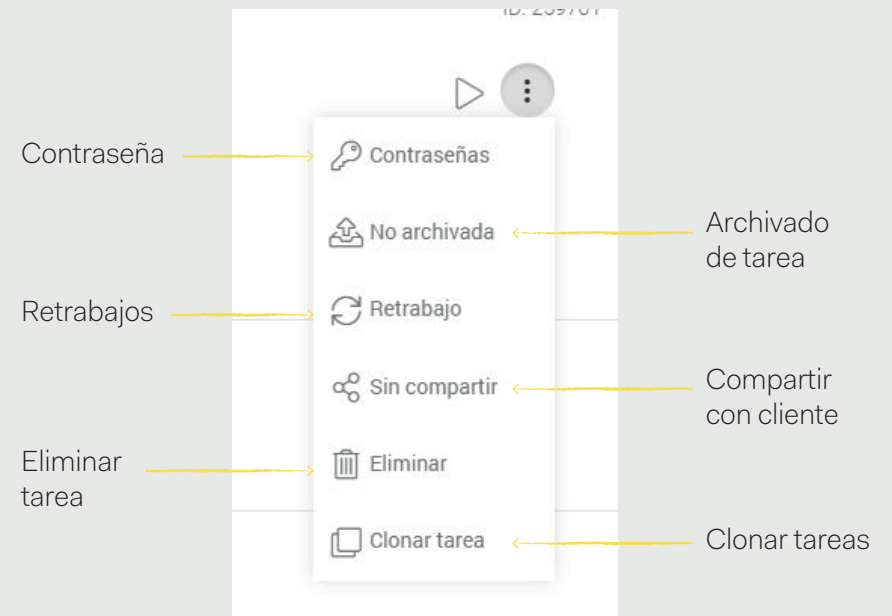 Contraseña
Contraseñas
No archivada
Archivado
de tarea
Retrabajos
Retrabajo
Sin compartir
Compartir
con cliente
Eliminar
tarea
Eliminar
Clonar tarea
Clonar tareas